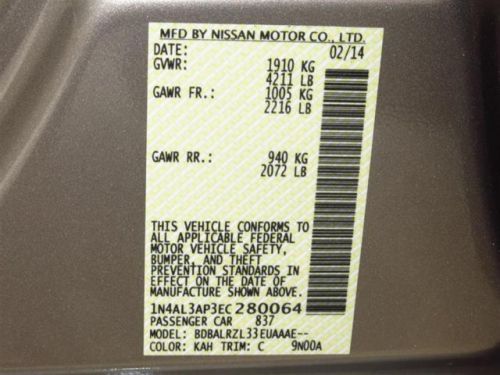 MFD BY NISSAN MOTOR CO., LTD.
DATE: 02/14
GVWR: 1910 KG
4211 LB
GAWR FR.: 1005 KG
2216 LB
GAWR RR.: 940 KG
2072 LB
THIS VEHICLE CONFORMS TO
ALL APPLICABLE FEDERAL
MOTOR VEHICLE SAFETY,
BUMPER, AND THEFT
PREVENTION STANDARDS IN
EFFECT ON THE DATE OF
MANUFACTURE SHOWN ABOVE.
1N4AL3AP3EC280064
PASSENGER CAR 837
MODEL: BDBALRZL33EUAAAE--
COLOR: KAH TRIM: C 9N00A